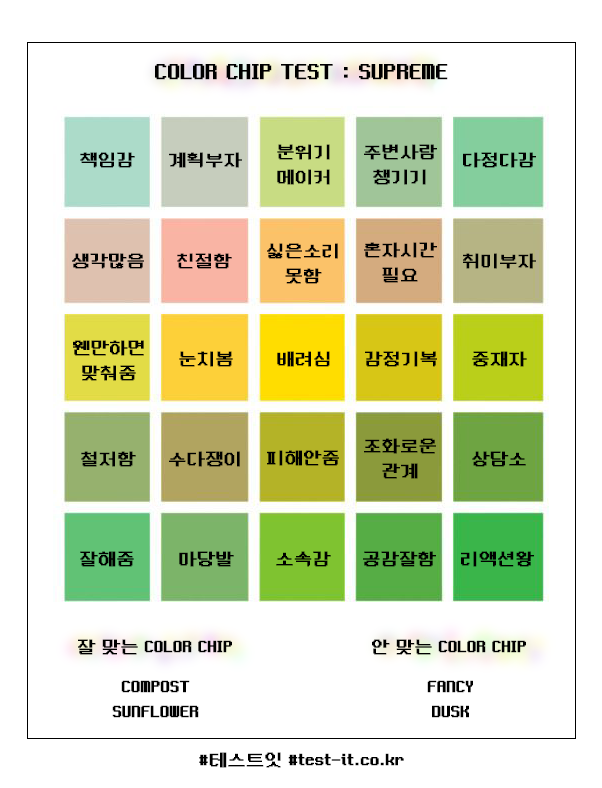 COLOR CHIP TEST : SUPREME
책임감
계획부자
분위기
메이커
주변사람
챙기기
다정다감
생각많음
친절함
싫은소리
못함
혼자시간
필요
취미부자
웬만하면
맞춰줌
눈치봄
배려심
감정기복
중재자
철저함
수다쟁이
피해안줌
조화로운
관계
상담소
잘해줌
마당발
소속감
공감잘함
리액션왕
잘 맞는 COLOR CHIP
COMPOST
SUNFLOWER
안 맞는 COLOR CHIP
FANCY
DUSK
#테스트잇 #test-it.co.kr